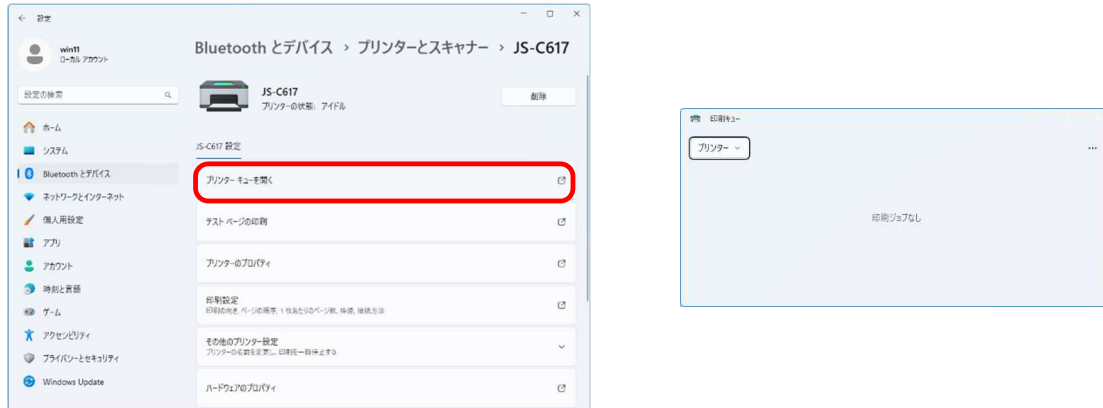 設定
win11
ローカル アカウント
設定の検索
ホーム
システム
Bluetooth とデバイス
ネットワークとインターネット
個人用設定
アプリ
アカウント
時刻と言語
ゲーム
アクセシビリティ
プライバシーとセキュリティ
Windows Update
Bluetooth とデバイス › プリンターとスキャナー › JS-C617
JS-C617
プリンターの状態: アイドル
削除
JS-C617 設定
プリンター キューを開く
テスト ページの印刷
プリンターのプロパティ
印刷設定
印刷の向き, ページの順序, 1 枚あたりのページ数, 枠線, 綴穴方法
その他のプリンター設定
プリンターの名前を変更し、印刷を一時停止する
ハードウェアのプロパティ
印刷キュー
プリンター
印刷ジョブなし